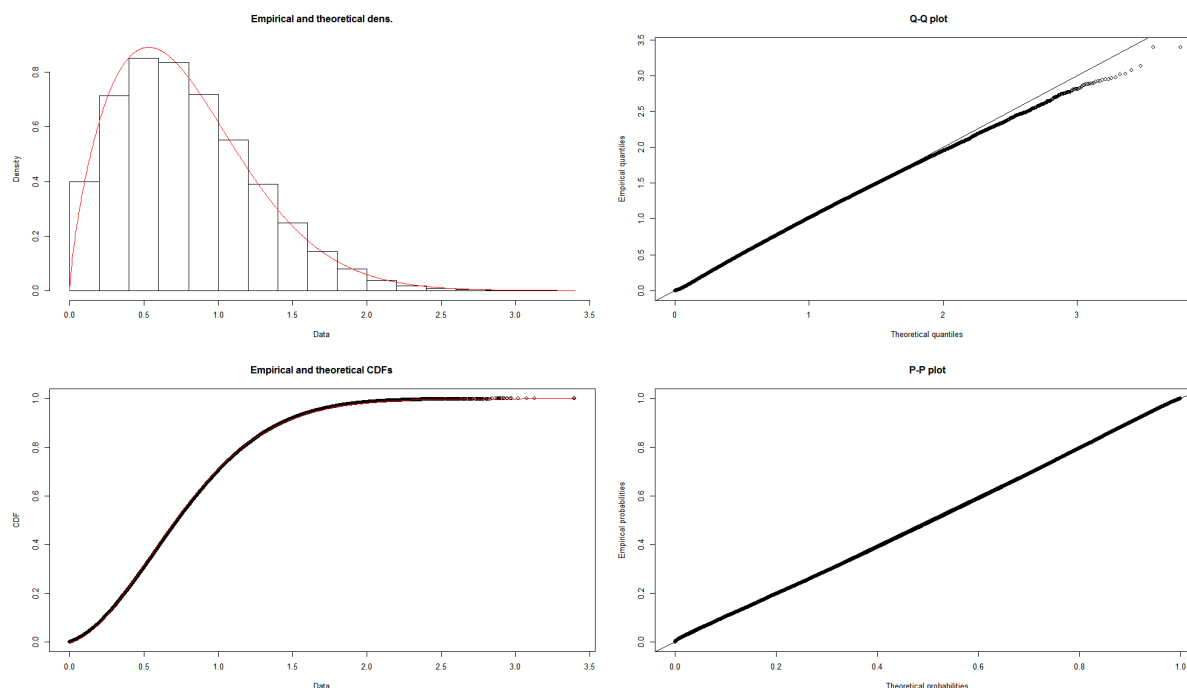 Empirical and theoretical dens.
Density
0.0 0.2 0.4 0.6 0.8
0.0 0.5 1.0 1.5 2.0 2.5 3.0 3.5
Data
Q-Q plot
Empirical quantiles
0.0 0.5 1.0 1.5 2.0 2.5 3.0 3.5
0 1 2 3
Theoretical quantiles
Empirical and theoretical CDFs
CDF
0.0 0.2 0.4 0.6 0.8 1.0
0.0 0.5 1.0 1.5 2.0 2.5 3.0 3.5
Data
P-P plot
Empirical probabilities
0.0 0.2 0.4 0.6 0.8 1.0
0.0 0.2 0.4 0.6 0.8 1.0
Theoretical probabilities